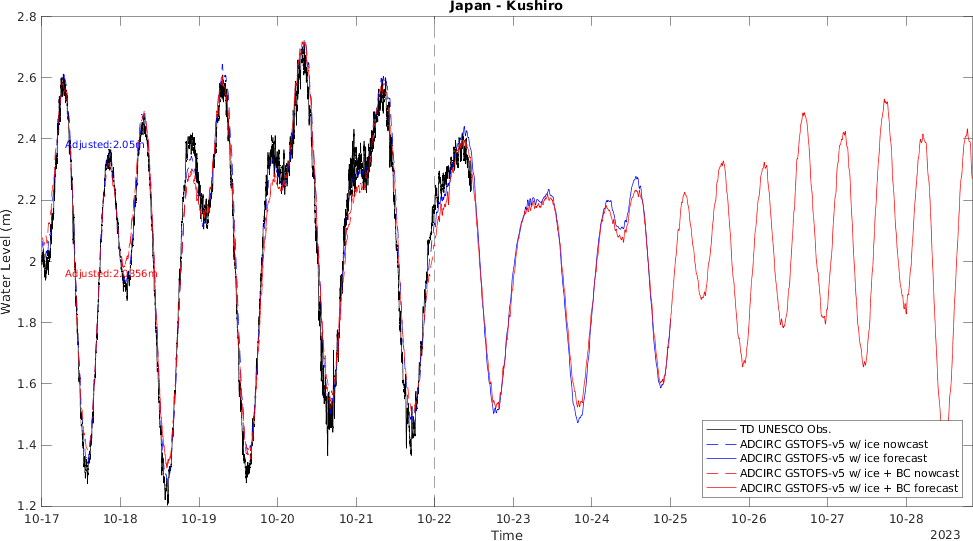 Japan - Kushiro
2.8
2.6
2.4
2.2
2
1.8
1.6
1.4
1.2
Water Level (m)
Adjusted:2.05m
TD UNESCO Obs.
ADCIRC GSTOFS-v5 w/ ice nowcast
ADCIRC GSTOFS-v5 w/ ice forecast
ADCIRC GSTOFS-v5 w/ ice + BC nowcast
ADCIRC GSTOFS-v5 w/ ice + BC forecast
10-17 10-18 10-19 10-20 10-21 10-22 10-23 10-24 10-25 10-26 10-27 10-28
Time
2023